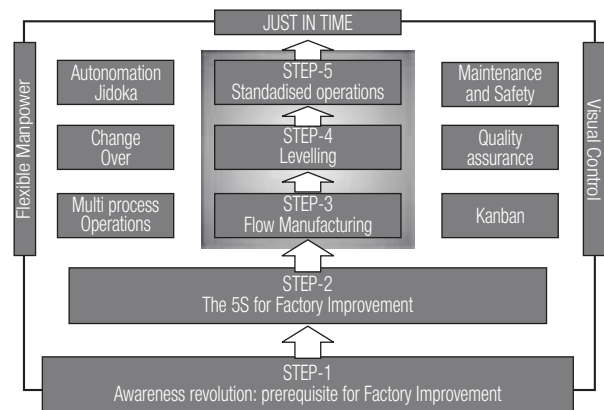 JUST IN TIME
Flexible Manpower
Autonomation
Jidoka
STEP-5
Standadised operations
Maintenance
and Safety
Visual Control
Change
Over
STEP-4
Levelling
Quality
assurance
Multi process
Operations
STEP-3
Flow Manufacturing
Kanban
STEP-2
The 5S for Factory Improvement
STEP-1
Awareness revolution: prerequisite for Factory Improvement